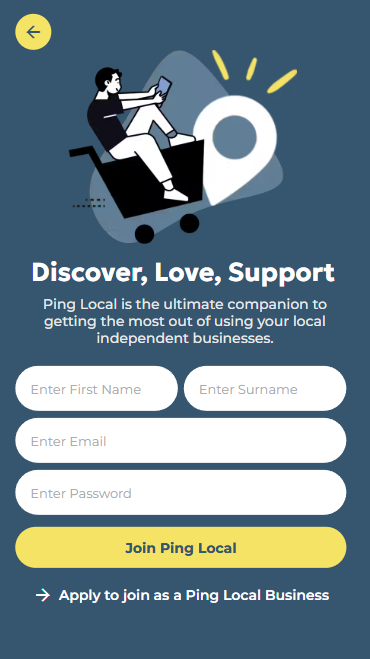 Discover, Love, Support
Ping Local is the ultimate companion to
getting the most out of using your local
independent businesses.
Enter First Name
Enter Surname
Enter Email
Enter Password
Join Ping Local
Apply to join as a Ping Local Business